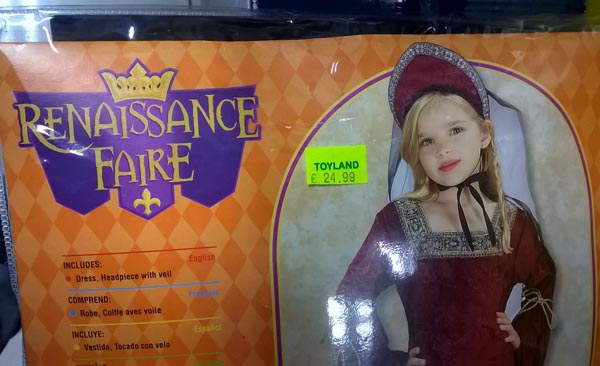 RENAISSANCE
FAIRE
TOYLAND
€ 24.99
INCLUDES: English
Dress, Headpiece with veil
COMPREND: Français
Robe, Coiffe avec voile
INCLUYE: Español
Vestido, Tocado con velo